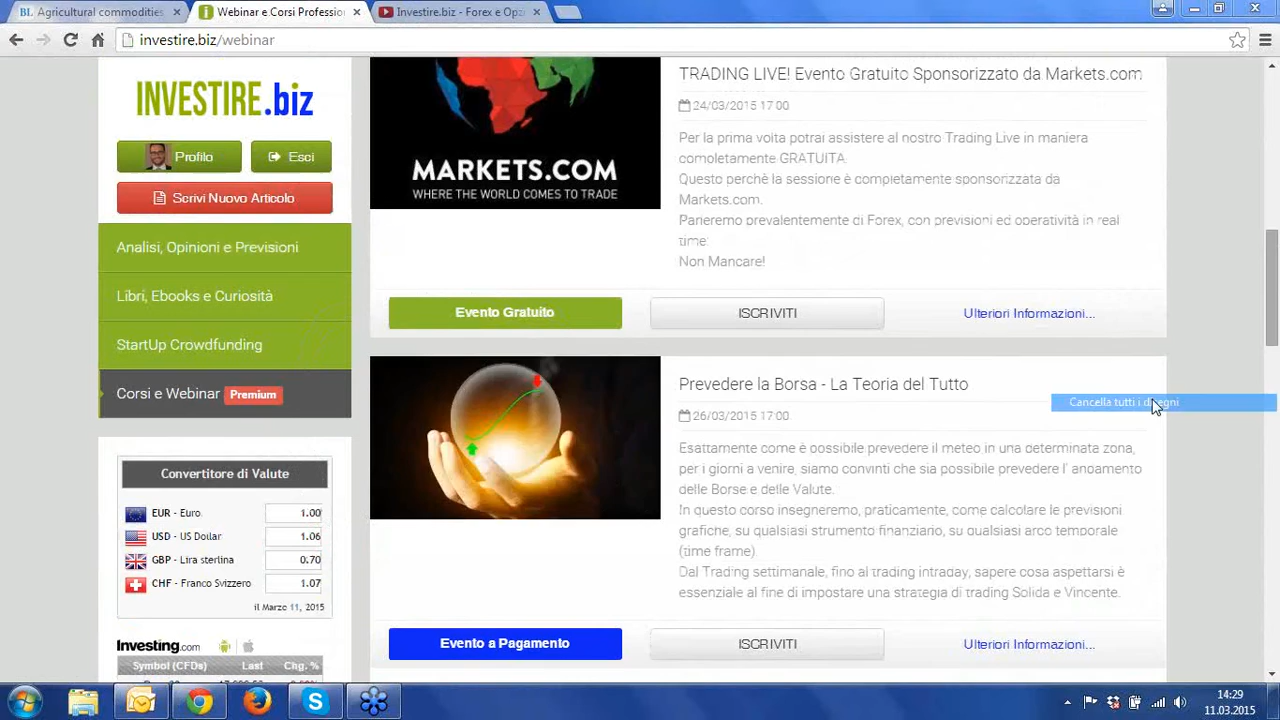 Agricultural commodities
Webinar e Corsi Professio
Investire.biz - Forex e Opz
investire.biz/webinar
INVESTIRE.biz
Profilo
Esci
Scrivi Nuovo Articolo
Analisi, Opinioni e Previsioni
Libri, Ebooks e Curiosità
StartUp Crowdfunding
Corsi e Webinar Premium
Convertitore di Valute
EUR - Euro 1.00
USD - US Dollar 1.06
GBP - Lira sterlina 0.70
CHF - Franco Svizzero 1.07
il Marzo 11, 2015
Investing.com
Symbol (CFDs) Last Chg. %
MARKETS.COM
WHERE THE WORLD COMES TO TRADE
TRADING LIVE! Evento Gratuito Sponsorizzato da Markets.com
24/03/2015 17:00
Per la prima volta potrai assistere al nostro Trading Live in maniera
completamente GRATUITA.
Questo perchè la sessione è completamente sponsorizzata da
Markets.com.
Parleremo prevalentemente di Forex, con previsioni ed operatività in real
time:
Non Mancare!
Evento Gratuito
ISCRIVITI
Ulteriori Informazioni...
Prevedere la Borsa - La Teoria del Tutto
Cancella tutti i disegni
26/03/2015 17:00
Esattamente come è possibile prevedere il meteo in una determinata zona,
per i giorni a venire, siamo convinti che sia possibile prevedere l' andamento
delle Borse e delle Valute.
In questo corso insegneremo, praticamente, come calcolare le previsioni
grafiche, su qualsiasi strumento finanziario, su qualsiasi arco temporale
(time frame).
Dal Trading settimanale, fino al trading intraday, sapere cosa aspettarsi è
essenziale al fine di impostare una strategia di trading Solida e Vincente.
Evento a Pagamento
ISCRIVITI
Ulteriori Informazioni...
14:29
11.03.2015